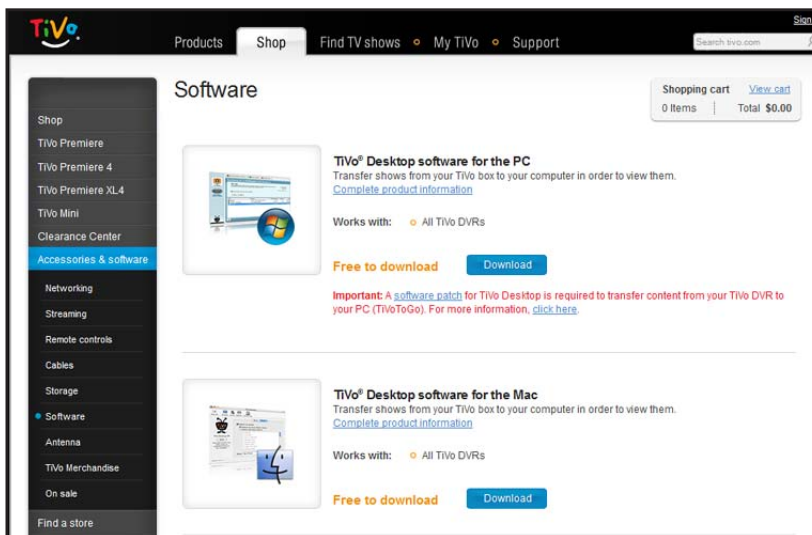 TiVo
Sign
Products Shop Find TV shows My TiVo Support
Search tivo.com
Software
Shopping cart View cart
0 Items | Total $0.00
Shop
TiVo Premiere
TiVo Premiere 4
TiVo Premiere XL4
TiVo Mini
Clearance Center
Accessories & software
Networking
Streaming
Remote controls
Cables
Storage
Software
Antenna
TiVo Merchandise
On sale
Find a store
TiVo® Desktop software for the PC
Transfer shows from your TiVo box to your computer in order to view them.
Complete product information
Works with: All TiVo DVRs
Free to download Download
Important: A software patch for TiVo Desktop is required to transfer content from your TiVo DVR to
your PC (TiVoToGo). For more information, click here.
TiVo® Desktop software for the Mac
Transfer shows from your TiVo box to your computer in order to view them.
Complete product information
Works with: All TiVo DVRs
Free to download Download